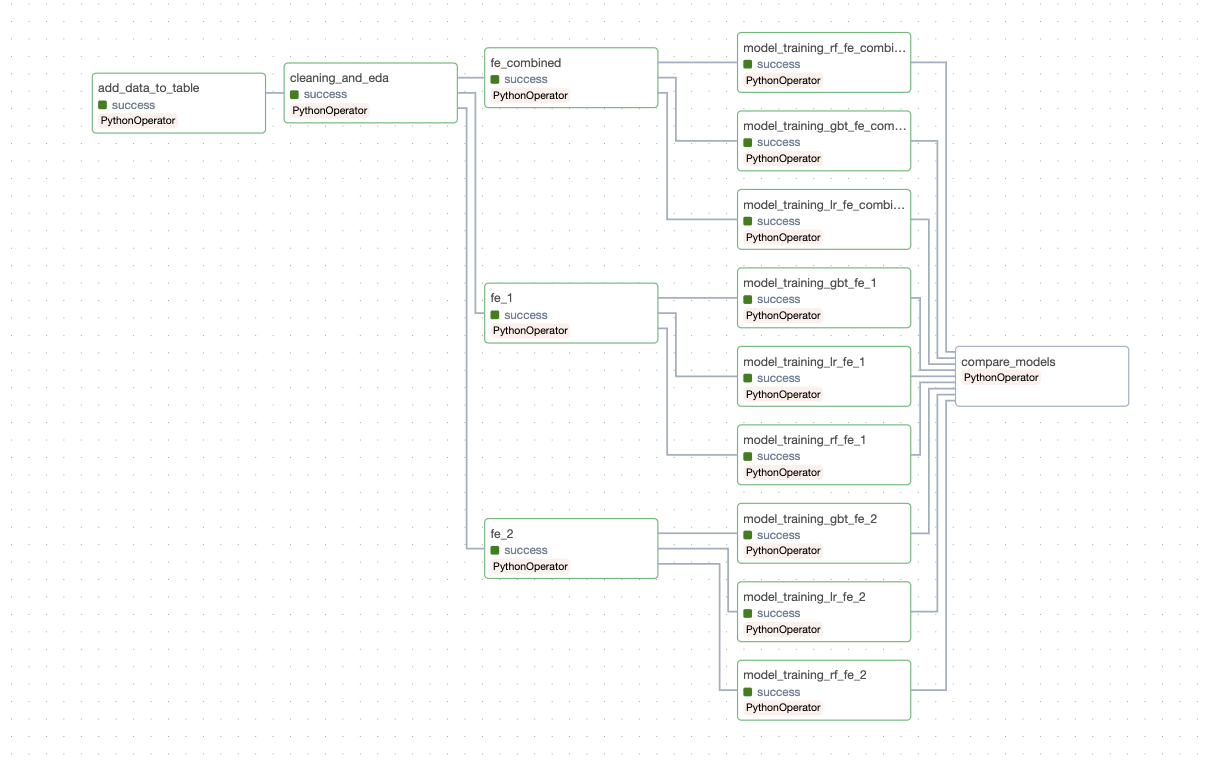 add_data_to_table
success
PythonOperator
cleaning_and_eda
success
PythonOperator
fe_combined
success
PythonOperator
fe_1
success
PythonOperator
fe_2
success
PythonOperator
model_training_rf_fe_combi...
success
PythonOperator
model_training_gbt_fe_com...
success
PythonOperator
model_training_lr_fe_combi...
success
PythonOperator
model_training_gbt_fe_1
success
PythonOperator
model_training_lr_fe_1
success
PythonOperator
model_training_rf_fe_1
success
PythonOperator
model_training_gbt_fe_2
success
PythonOperator
model_training_lr_fe_2
success
PythonOperator
model_training_rf_fe_2
success
PythonOperator
compare_models
PythonOperator